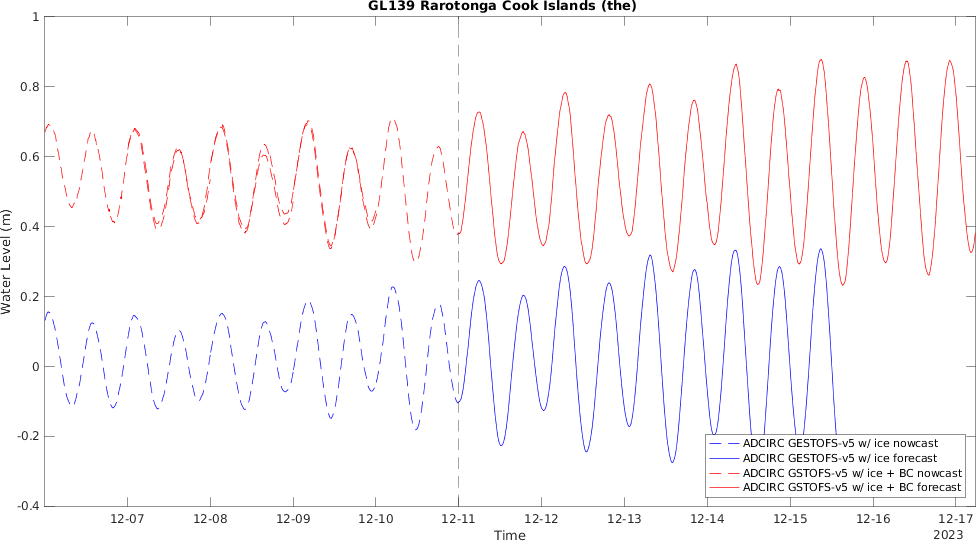 GL139 Rarotonga Cook Islands (the)
1
0.8
0.6
0.4
0.2
0
-0.2
-0.4
Water Level (m)
ADCIRC GESTOFS-v5 w/ ice nowcast
ADCIRC GESTOFS-v5 w/ ice forecast
ADCIRC GSTOFS-v5 w/ ice + BC nowcast
ADCIRC GSTOFS-v5 w/ ice + BC forecast
12-07 12-08 12-09 12-10 12-11 12-12 12-13 12-14 12-15 12-16 12-17
Time 2023